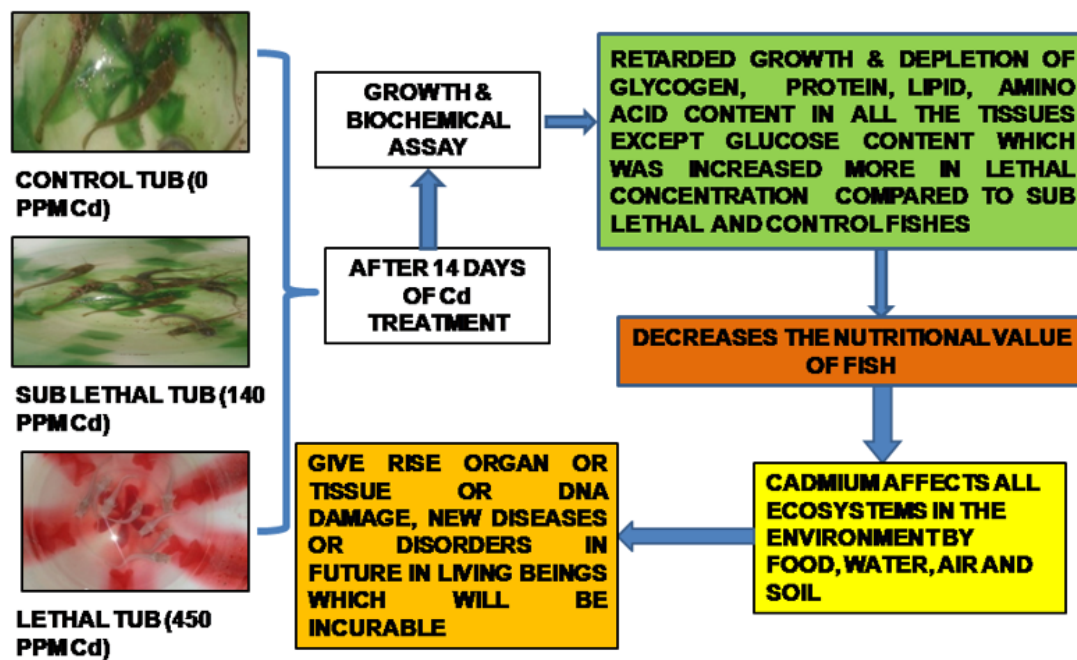 CONTROL TUB (0
PPM Cd)
SUB LETHAL TUB (140
PPM Cd)
LETHAL TUB (450
PPM Cd)
AFTER 14 DAYS
OF Cd
TREATMENT
GROWTH &
BIOCHEMICAL
ASSAY
RETARDED GROWTH & DEPLETION OF
GLYCOGEN, PROTEIN, LIPID, AMINO
ACID CONTENT IN ALL THE TISSUES
EXCEPT GLUCOSE CONTENT WHICH
WAS INCREASED MORE IN LETHAL
CONCENTRATION COMPARED TO SUB
LETHAL AND CONTROL FISHES
DECREASES THE NUTRITIONAL VALUE
OF FISH
CADMIUM AFFECTS ALL
ECOSYSTEMS IN THE
ENVIRONMENT BY
FOOD, WATER, AIR AND
SOIL
GIVE RISE ORGAN OR
TISSUE OR DNA
DAMAGE, NEW DISEASES
OR DISORDERS IN
FUTURE IN LIVING BEINGS
WHICH WILL BE
INCURABLE